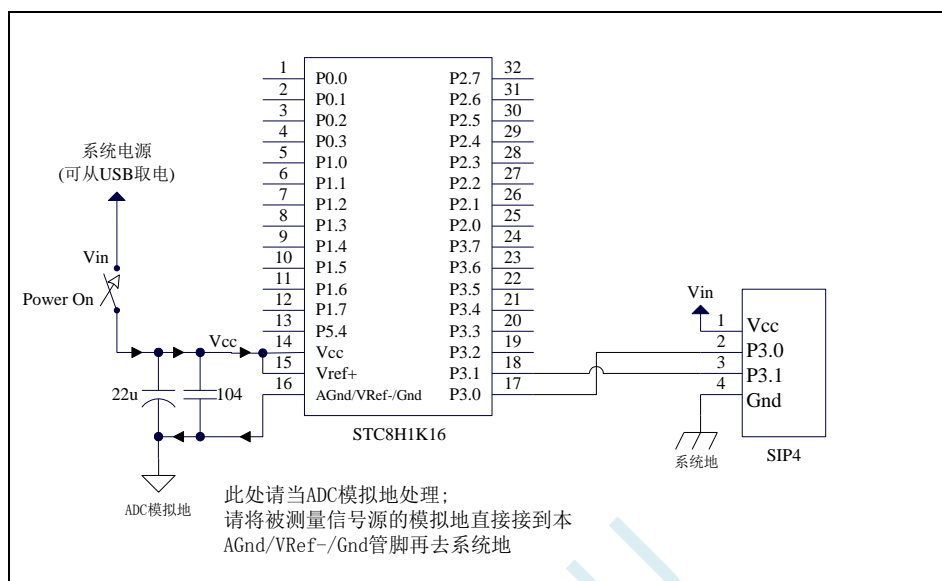 系统电源
(可从USB取电)
Vin
Power On
Vcc
22u
104
ADC模拟地
1 P0.0
2 P0.1
3 P0.2
4 P0.3
5 P1.0
6 P1.1
7 P1.2
8 P1.3
9 P1.4
10 P1.5
11 P1.6
12 P1.7
13 P5.4
14 Vcc
15 Vref+
16 AGnd/VRef-/Gnd
P2.7 32
P2.6 31
P2.5 30
P2.4 29
P2.3 28
P2.2 27
P2.1 26
P2.0 25
P3.7 24
P3.6 23
P3.5 22
P3.4 21
P3.3 20
P3.2 19
P3.1 18
P3.0 17
STC8H1K16
Vin
1 Vcc
2 P3.0
3 P3.1
4 Gnd
系统地
SIP4
此处请当ADC模拟地处理;
请将被测量信号源的模拟地直接接到本
AGnd/VRef-/Gnd管脚再去系统地